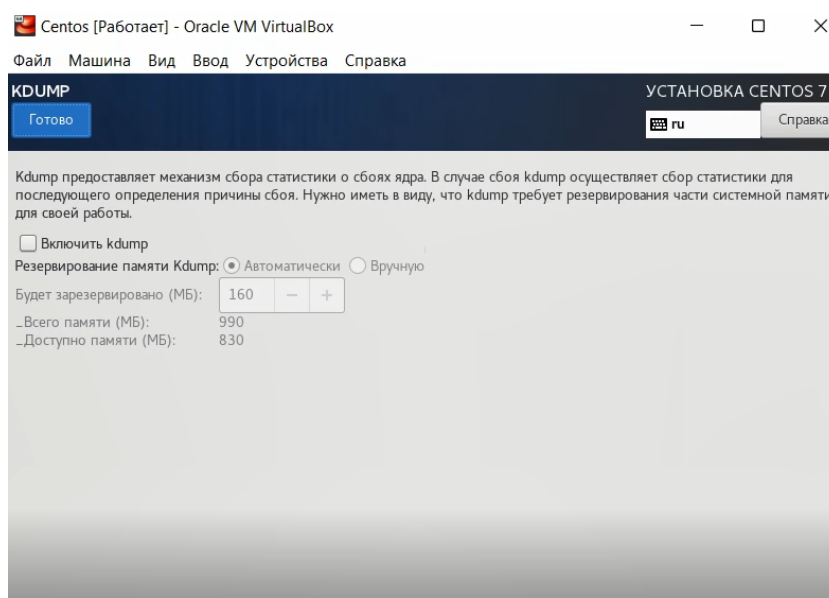 Centos [Работает] - Oracle VM VirtualBox
Файл Машина Вид Ввод Устройства Справка
KDUMP
УСТАНОВКА CENTOS 7
Готово
ru
Справка
Kdump предоставляет механизм сбора статистики о сбоях ядра. В случае сбоя kdump осуществляет сбор статистики для
последующего определения причины сбоя. Нужно иметь в виду, что kdump требует резервирования части системной памяти
для своей работы.
Включить kdump
Резервирование памяти Kdump: Автоматически Вручную
Будет зарезервировано (МБ): 160 − +
_Всего памяти (МБ): 990
_Доступно памяти (МБ): 830